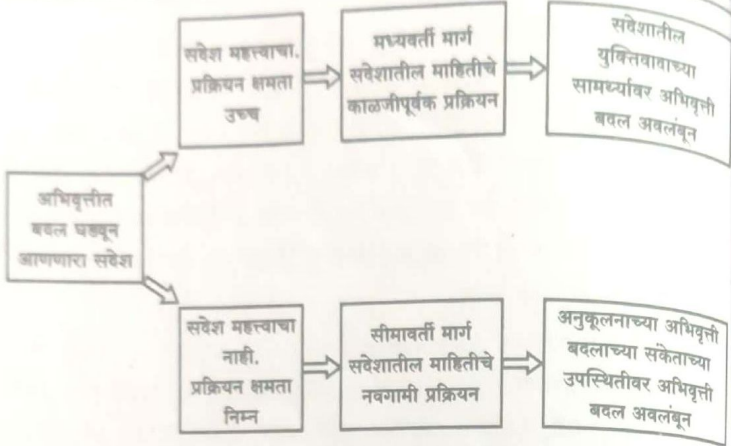 संदेश महत्त्वाचा.
प्रक्रियन क्षमता
उच्च
मध्यवर्ती मार्ग
संदेशातील माहितीचे
काळजीपूर्वक प्रक्रियन
संदेशातील
युक्तिवादाच्या
सामर्थ्यावर अभिवृत्ती
बदल अवलंबून
अभिवृत्तीत
बदल घडवून
आणणारा संदेश
संदेश महत्त्वाचा
नाही.
प्रक्रियन क्षमता
निम्न
सीमावर्ती मार्ग
संदेशातील माहितीचे
नवगामी प्रक्रियन
अनुकूलनाच्या अभिवृत्ती
बदलाच्या संकेताच्या
उपस्थितीवर अभिवृत्ती
बदल अवलंबून